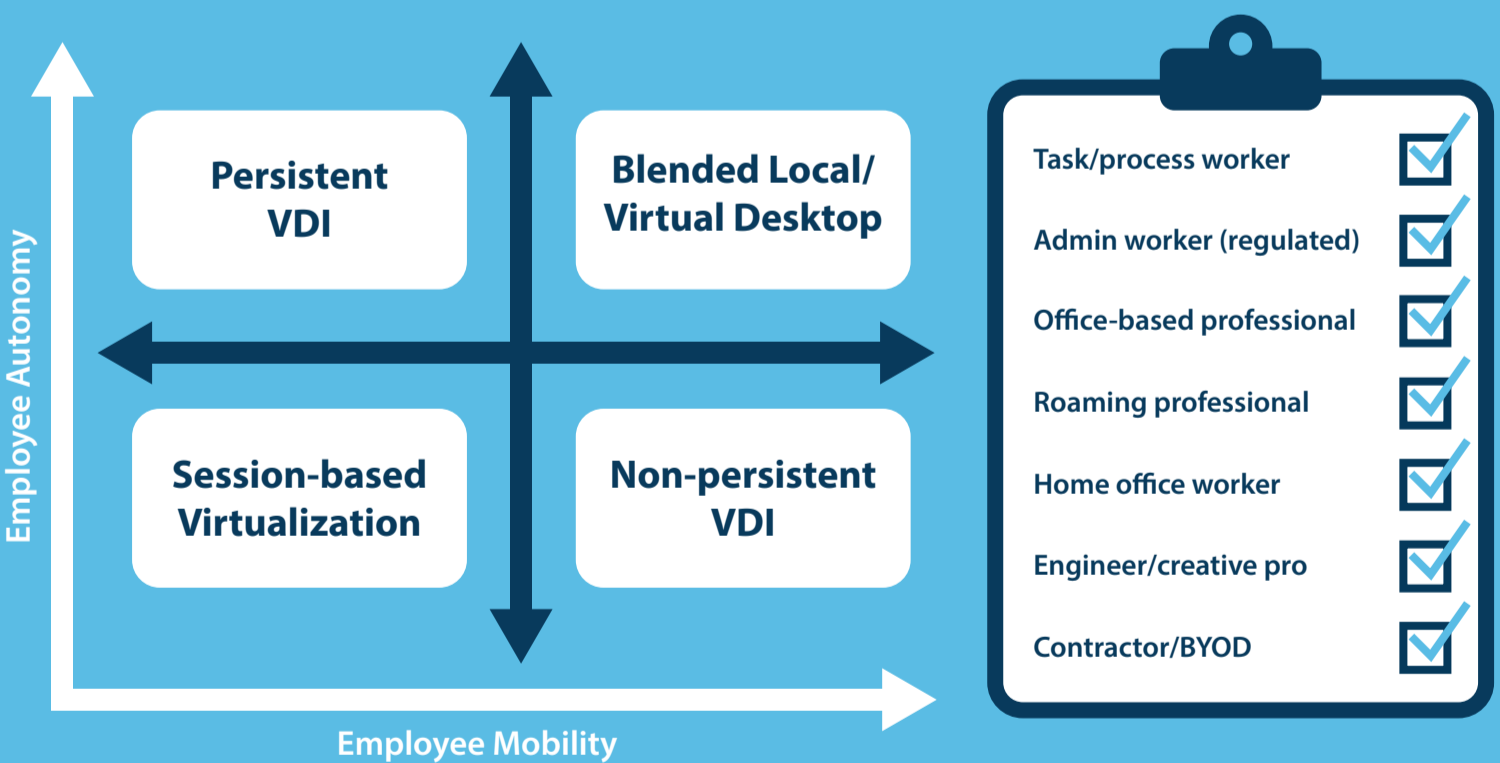 Employee Autonomy
Persistent
VDI
Blended Local/
Virtual Desktop
Session-based
Virtualization
Non-persistent
VDI
Employee Mobility
Task/process worker
Admin worker (regulated)
Office-based professional
Roaming professional
Home office worker
Engineer/creative pro
Contractor/BYOD